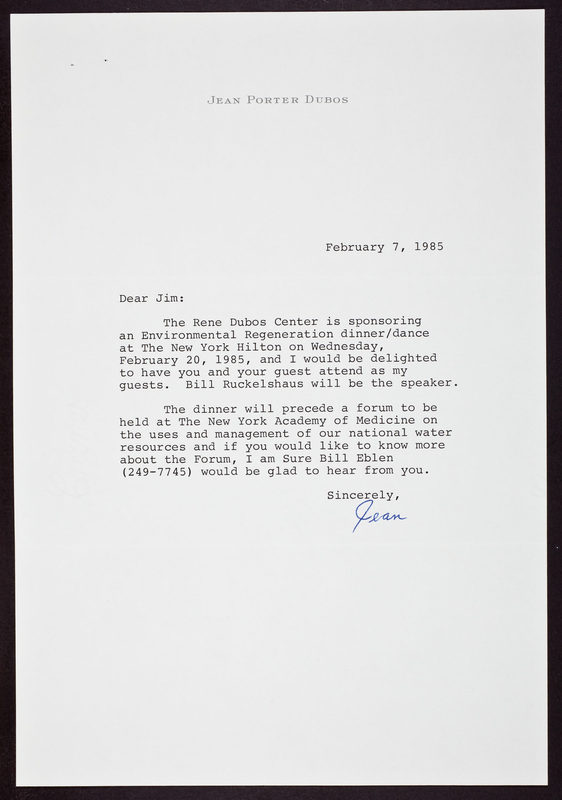 JEAN PORTER DUBOS
February 7, 1985
Dear Jim:
The Rene Dubos Center is sponsoring
an Environmental Regeneration dinner/dance
at The New York Hilton on Wednesday,
February 20, 1985, and I would be delighted
to have you and your guest attend as my
guests.  Bill Ruckelshaus will be the speaker.
The dinner will precede a forum to be
held at The New York Academy of Medicine on
the uses and management of our national water
resources and if you would like to know more
about the Forum, I am Sure Bill Eblen
(249-7745) would be glad to hear from you.
Sincerely,
Jean